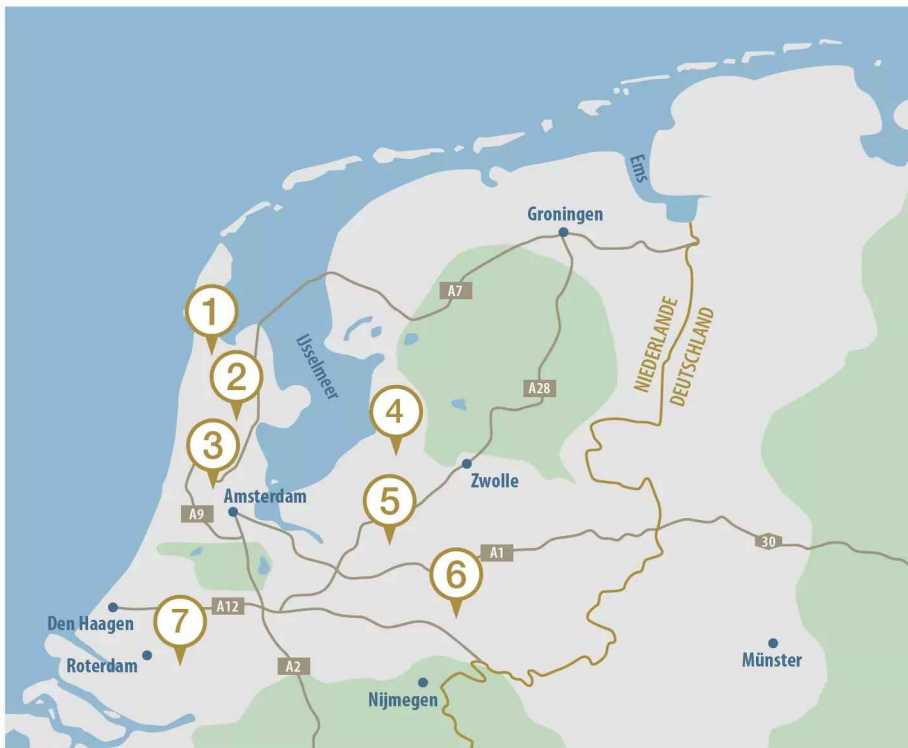 Ems
Groningen
A7
NIEDERLANDE
DEUTSCHLAND
1
IJsselmeer
2
A28
4
3
Zwolle
Amsterdam
5
A9
30
A1
6
A12
Den Haagen
7
Roterdam
A2
Münster
Nijmegen